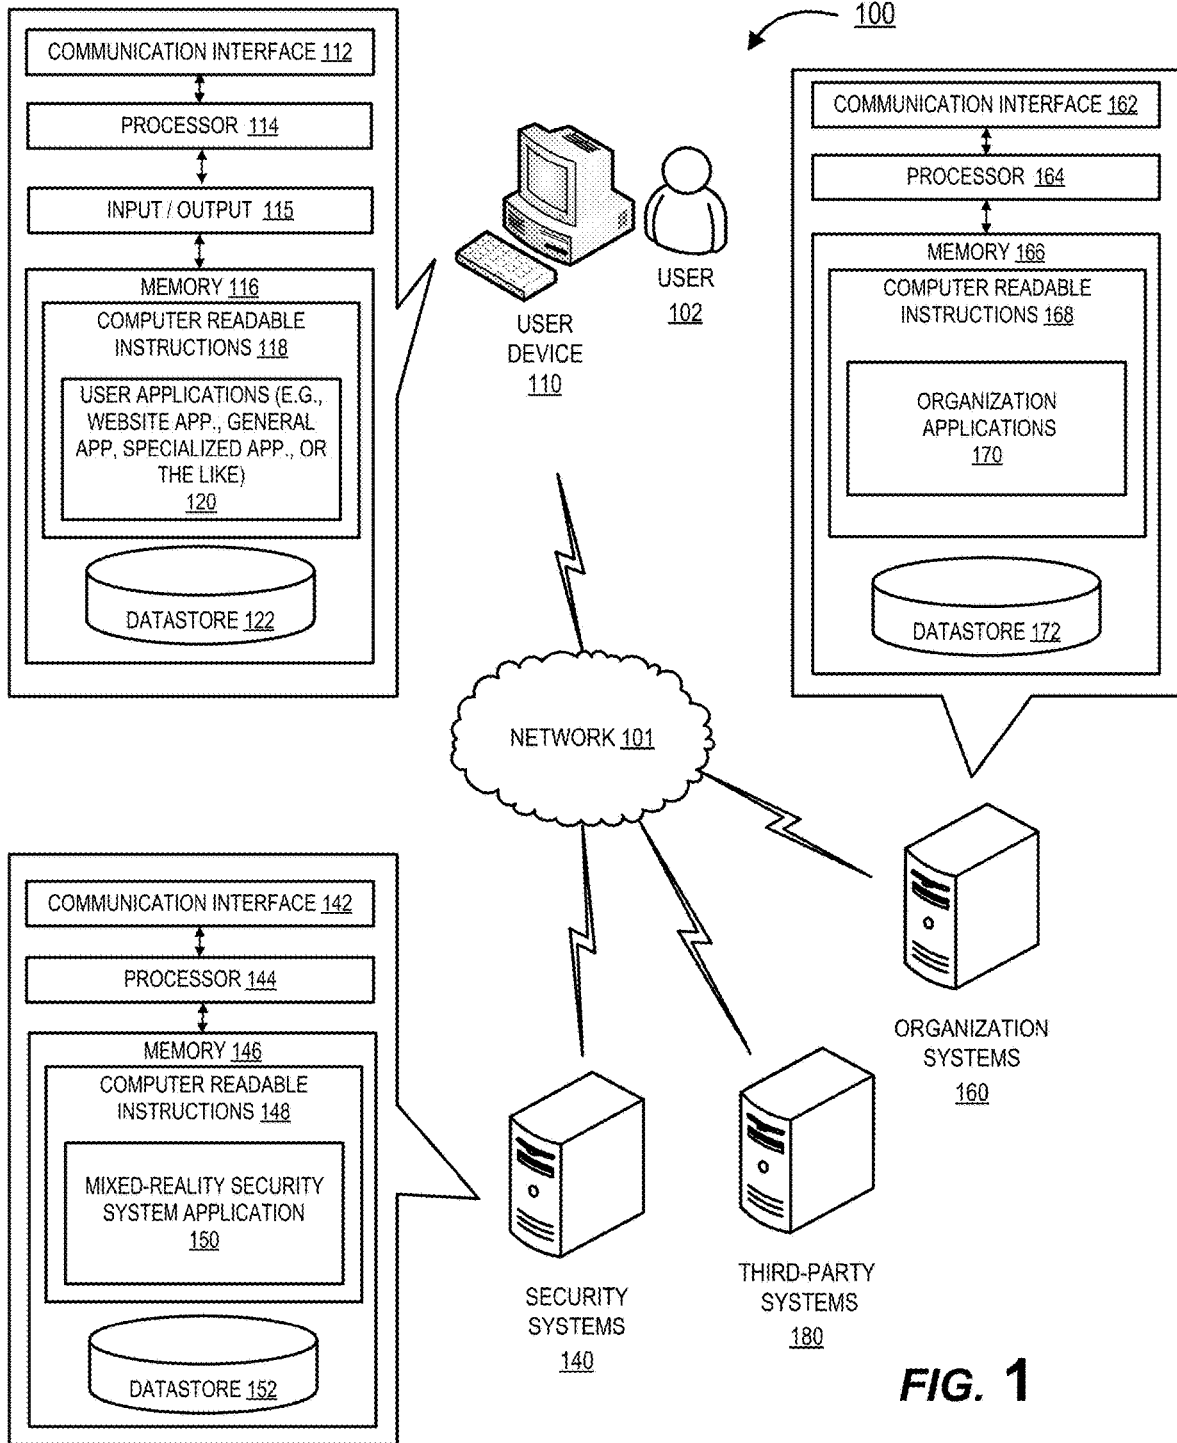 100
COMMUNICATION INTERFACE 112
PROCESSOR 114
INPUT / OUTPUT 115
MEMORY 116
COMPUTER READABLE
INSTRUCTIONS 118
USER APPLICATIONS (E.G.,
WEBSITE APP., GENERAL
APP, SPECIALIZED APP., OR
THE LIKE)
120
DATASTORE 122
USER
DEVICE
110
USER
102
COMMUNICATION INTERFACE 162
PROCESSOR 164
MEMORY 166
COMPUTER READABLE
INSTRUCTIONS 168
ORGANIZATION
APPLICATIONS
170
DATASTORE 172
NETWORK 101
COMMUNICATION INTERFACE 142
PROCESSOR 144
MEMORY 146
COMPUTER READABLE
INSTRUCTIONS 148
MIXED-REALITY SECURITY
SYSTEM APPLICATION
150
DATASTORE 152
SECURITY
SYSTEMS
140
THIRD-PARTY
SYSTEMS
180
ORGANIZATION
SYSTEMS
160
FIG. 1